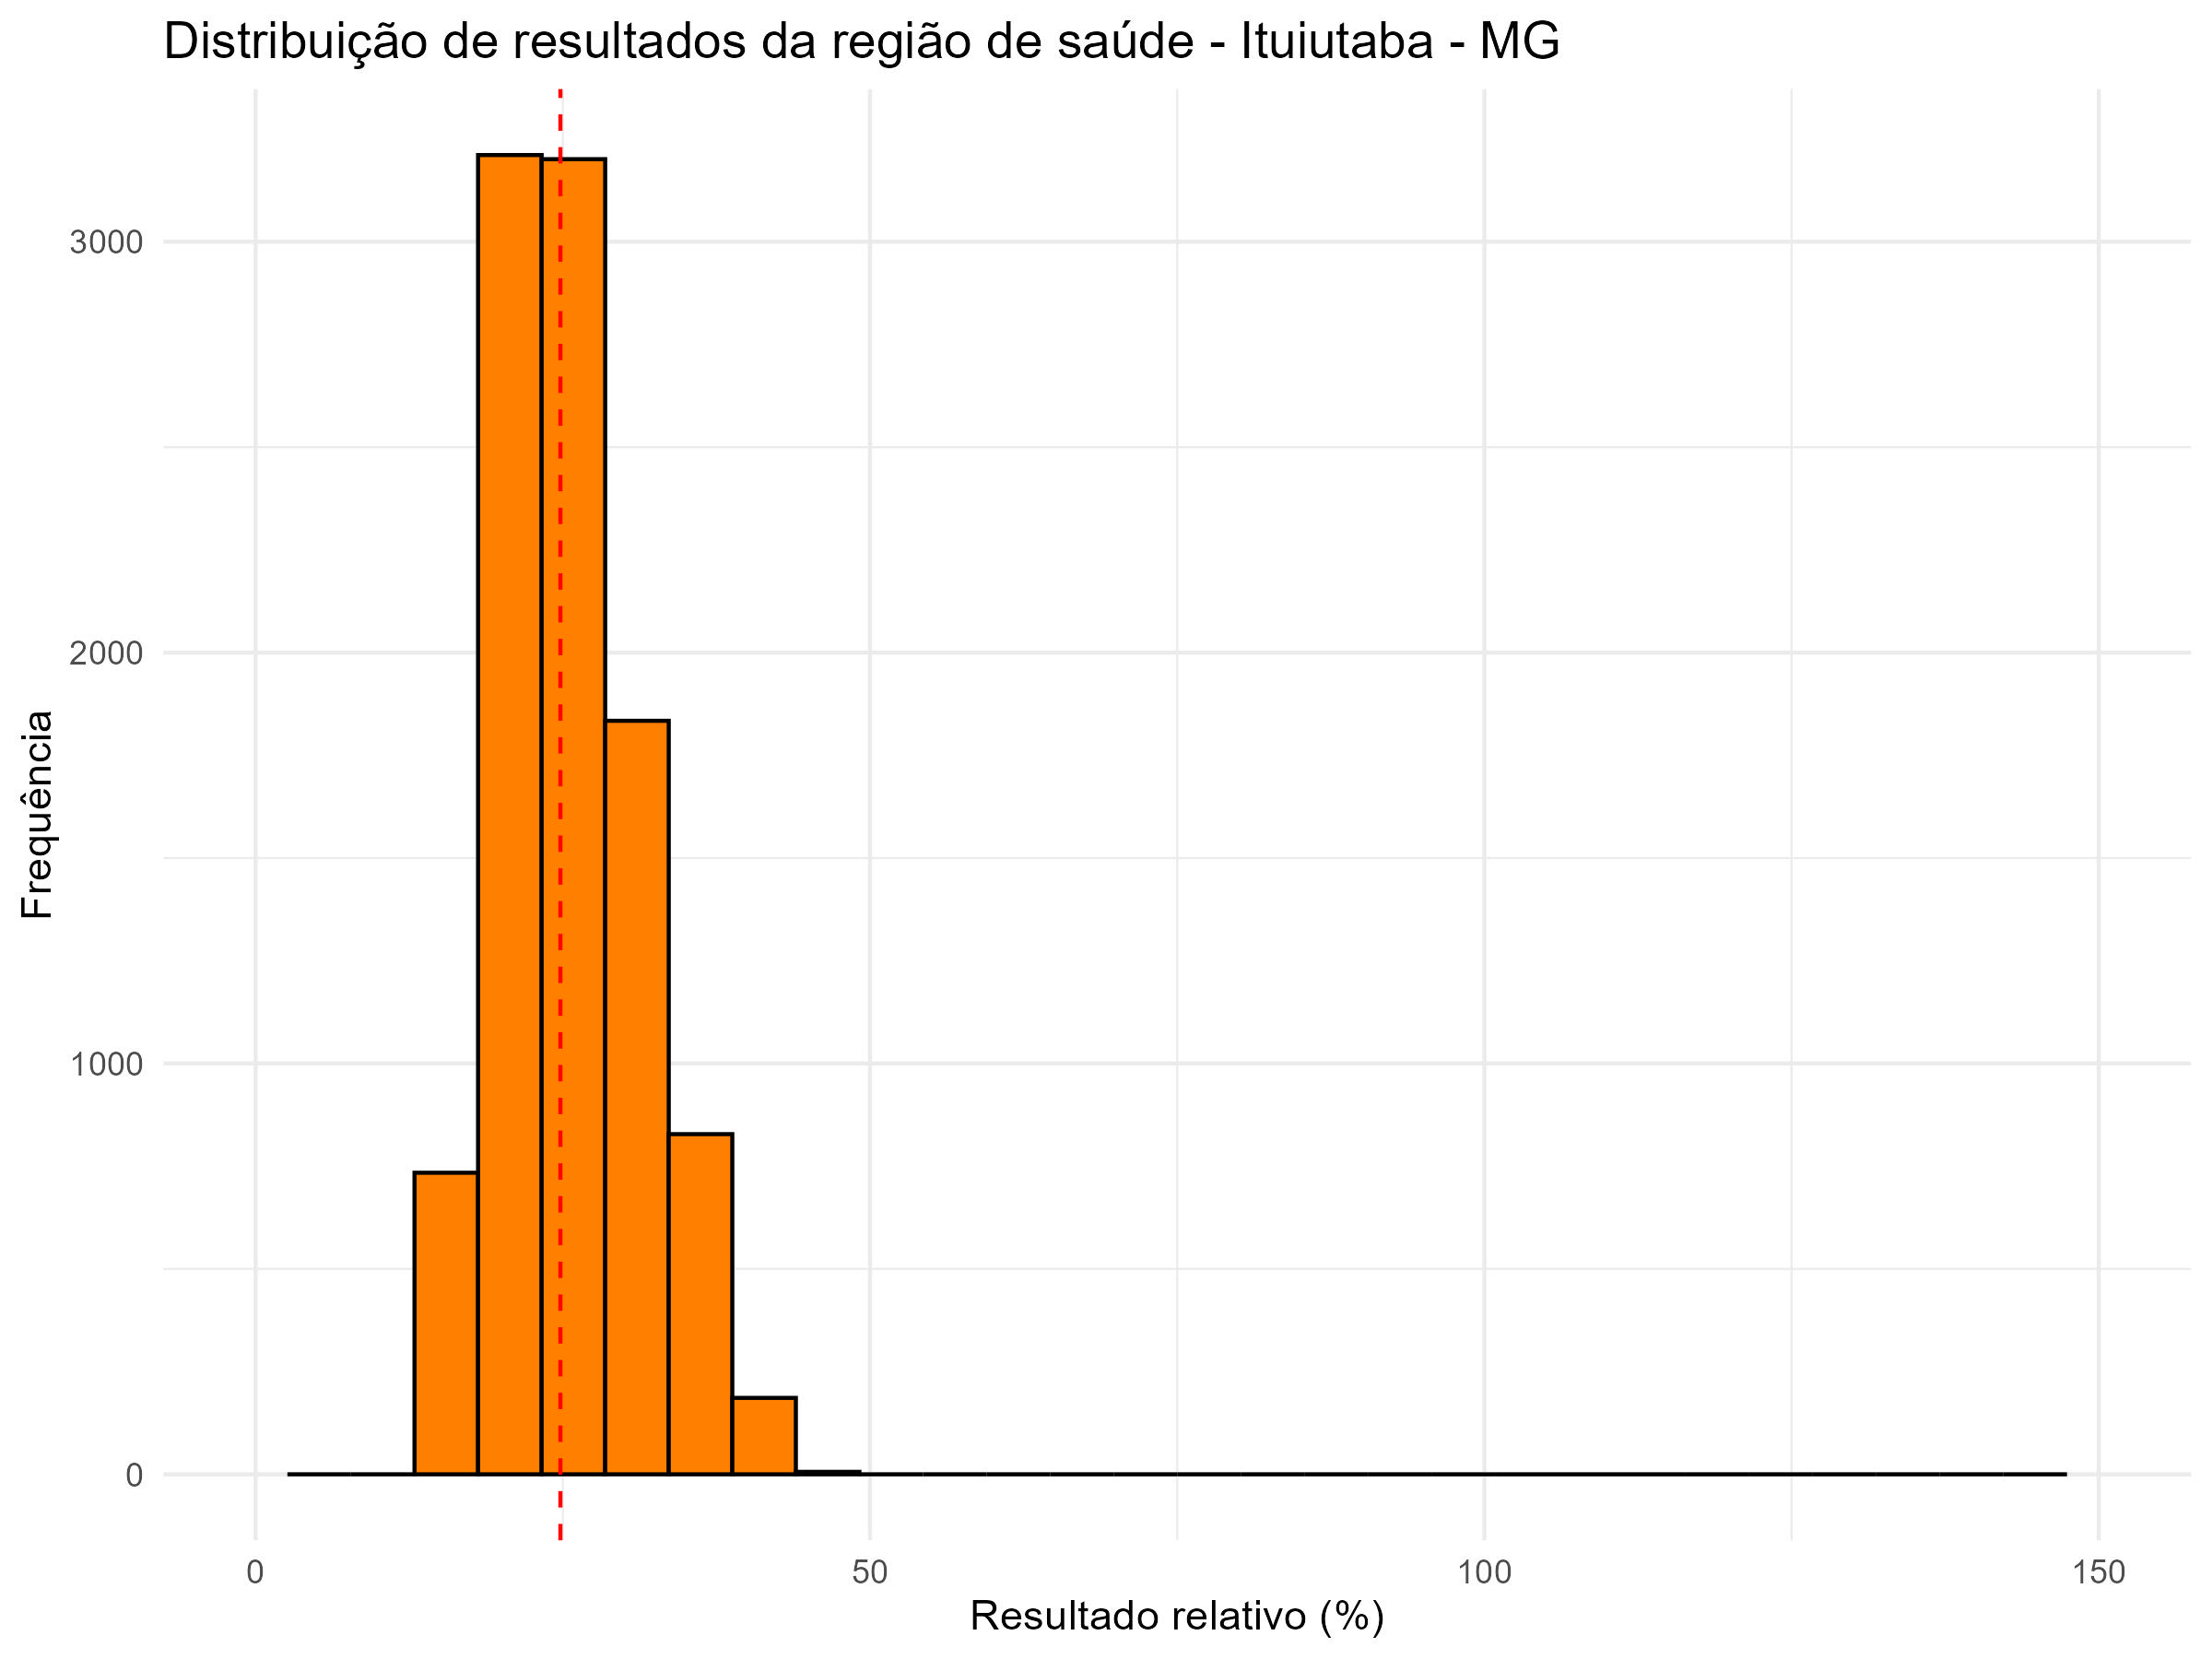 Distribuição de resultados da região de saúde - Ituiutaba - MG
Frequência
3000
2000
1000
0
0 50 100 150
Resultado relativo (%)